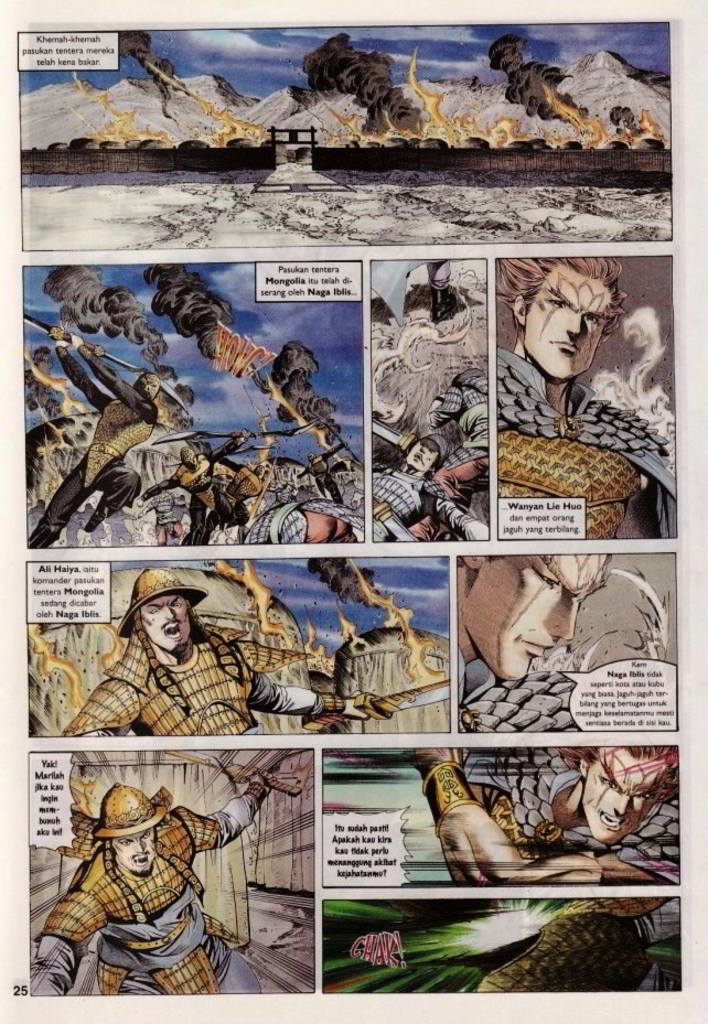 Khemah-khemah
pasukan tentera mereka
telah kena bakar.
Pasukan tentera
Mongolia itu telah di-
serang oleh Naga Iblis...
...Wanyan Lie Huo
dan empat orang
jaguh yang terbilang.
Ali Haiya, iaitu
komander pasukan
tentera Mongolia
sedang dicabar
oleh Naga Iblis.
Kem
Naga Iblis tidak
seperti kota atau kubu
yang biasa. Jaguh-jaguh ter-
bilang yang bertugas untuk
menjaga keselamatanmu mesti
sentiasa berada di sisi kau.
Yak!
Marilah
jika kau
ingin
mem-
bunuh
aku ini!
Itu sudah pasti!
Apakah kau kira
kau tidak perlu
menanggung akibat
kejahatanmu?
GHAK!
25